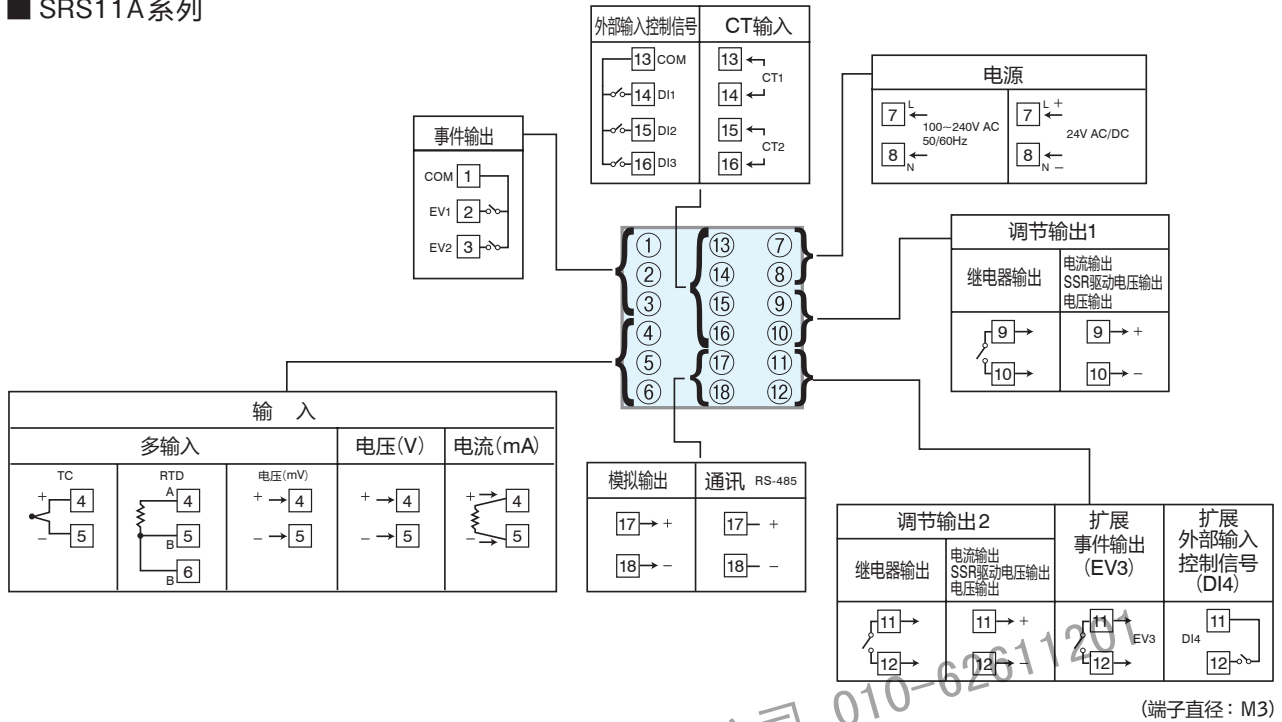 ■ SRS11A系列
外部输入控制信号 CT输入
13 COM
14 DI1
15 DI2
16 DI3
13
CT1
14
15
CT2
16
电源
7 L
100~240V AC
50/60Hz
8 N
7 L +
24V AC/DC
8 N −
事件输出
COM 1
EV1 2
EV2 3
① ⑬ ⑦
② ⑭ ⑧
③ ⑮ ⑨
④ ⑯ ⑩
⑤ ⑰ ⑪
⑥ ⑱ ⑫
调节输出1
继电器输出
电流输出
SSR驱动电压输出
电压输出
9
10
9 +
10 −
输 入
多输入 电压(V) 电流(mA)
TC RTD 电压(mV)
+ 4
− 5
A 4
B 5
B 6
+ 4
− 5
+ 4
− 5
+ 4
− 5
模拟输出 通讯 RS-485
17 + 17 +
18 − 18 −
调节输出2
继电器输出
电流输出
SSR驱动电压输出
电压输出
扩展
事件输出
(EV3)
扩展
外部输入
控制信号
(DI4)
11
12
11 +
12 −
11
EV3
12
11
DI4
12
司 010-62611201
(端子直径：M3)